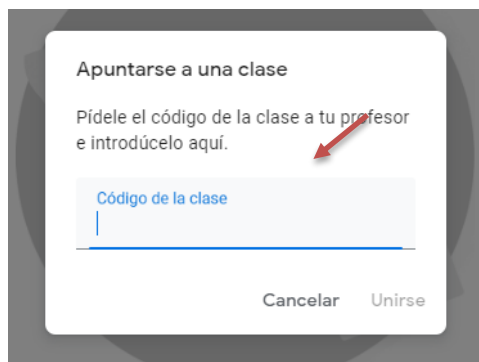 Apuntarse a una clase
Pídele el código de la clase a tu profesor
e introdúcelo aquí.
Código de la clase
Cancelar Unirse